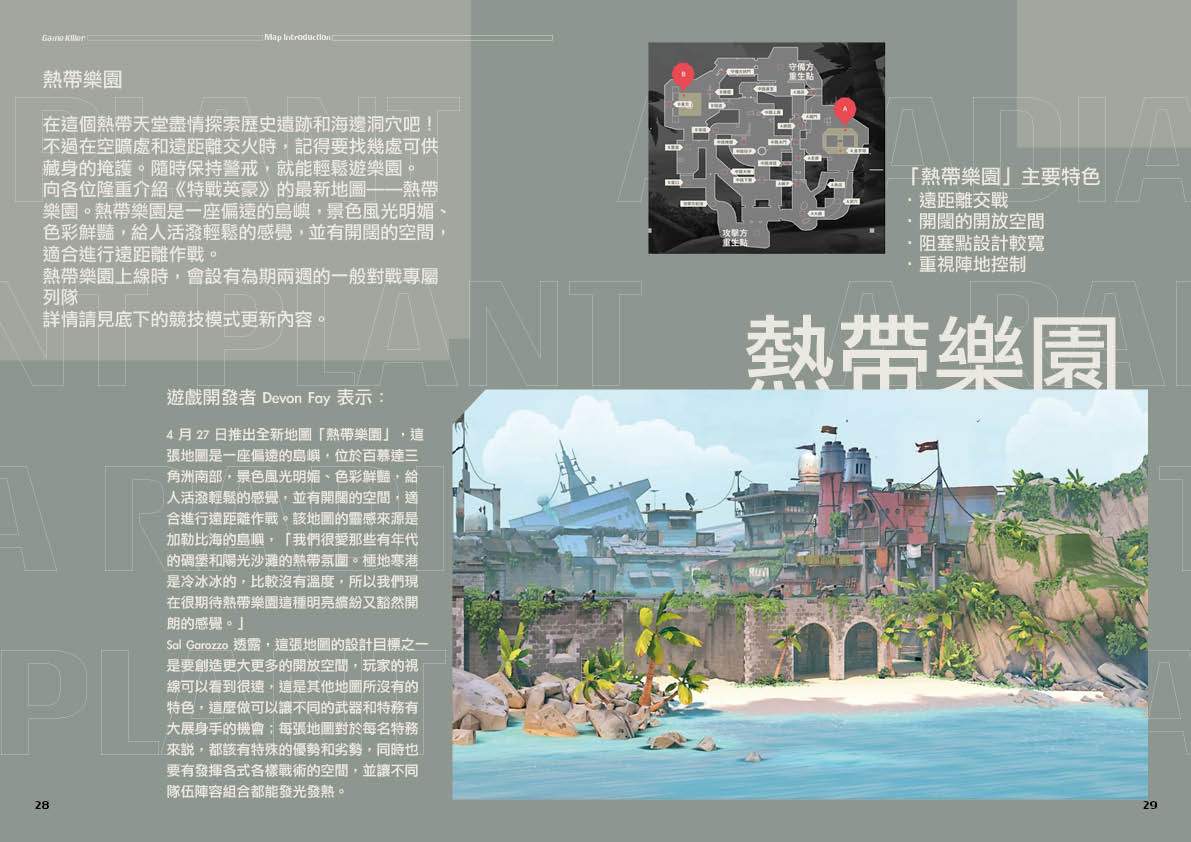 Game Killer
Map Introduction
熱帶樂園
在這個熱帶天堂盡情探索歷史遺跡和海邊洞穴吧！
不過在空曠處和遠距離交火時，記得要找幾處可供
藏身的掩護。隨時保持警戒，就能輕鬆遊樂園。
向各位隆重介紹《特戰英豪》的最新地圖——熱帶
樂園。熱帶樂園是一座偏遠的島嶼，景色風光明媚、
色彩鮮豔，給人活潑輕鬆的感覺，並有開闊的空間，
適合進行遠距離作戰。
熱帶樂園上線時，會設有為期兩週的一般對戰專屬
列隊
詳情請見底下的競技模式更新內容。
遊戲開發者 Devon Fay 表示：
4 月 27 日推出全新地圖「熱帶樂園」，這
張地圖是一座偏遠的島嶼，位於百慕達三
角洲南部，景色風光明媚、色彩鮮豔，給
人活潑輕鬆的感覺，並有開闊的空間，適
合進行遠距離作戰。該地圖的靈感來源是
加勒比海的島嶼，「我們很愛那些有年代
的碉堡和陽光沙灘的熱帶氛圍。極地寒港
是冷冰冰的，比較沒有溫度，所以我們現
在很期待熱帶樂園這種明亮繽紛又豁然開
朗的感覺。」
Sal Garozzo 透露，這張地圖的設計目標之一
是要創造更大更多的開放空間，玩家的視
線可以看到很遠，這是其他地圖所沒有的
特色，這麼做可以讓不同的武器和特務有
大展身手的機會；每張地圖對於每名特務
來說，都該有特殊的優勢和劣勢，同時也
要有發揮各式各樣戰術的空間，並讓不同
隊伍陣容組合都能發光發熱。
28
守備方
重生點
B
A
攻擊方
重生點
「熱帶樂園」主要特色
·遠距離交戰
·開闊的開放空間
·阻塞點設計較寬
·重視陣地控制
熱帶樂園
29